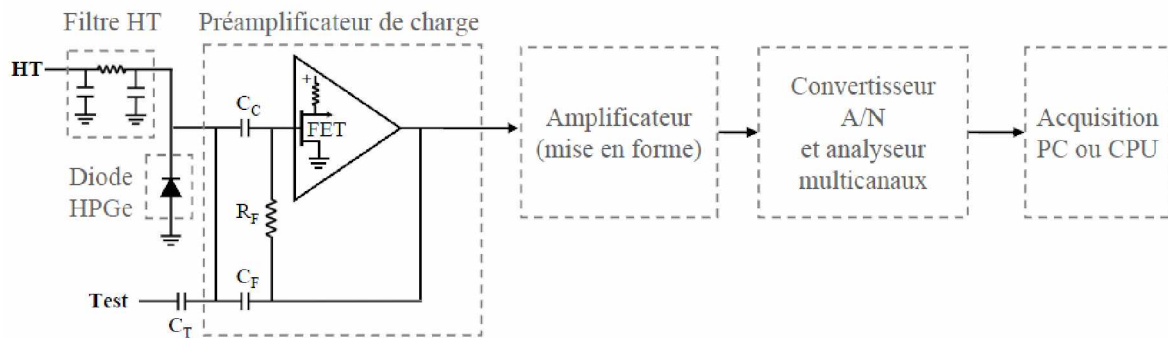 Filtre HT
Préamplificateur de charge
HT
+
C_C
FET
Diode
HPGe
R_F
C_F
Test
C_T
Amplificateur
(mise en forme)
Convertisseur
A/N
et analyseur
multicanaux
Acquisition
PC ou CPU